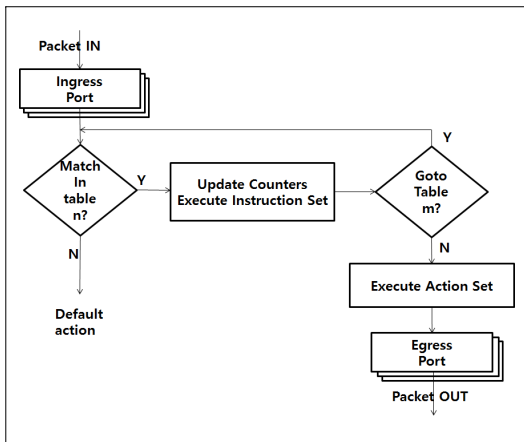 Packet IN
Ingress
Port
Y
Match
In
table
n?
Y
Update Counters
Execute Instruction Set
Goto
Table
m?
N
N
Execute Action Set
Default
action
Egress
Port
Packet OUT